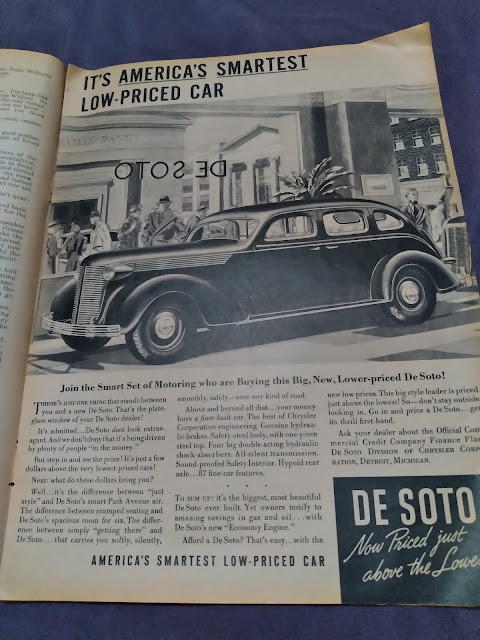 IT'S AMERICA'S SMARTEST
LOW-PRICED CAR
DE SOTO
Join the Smart Set of Motoring who are Buying this Big, New, Lower-priced De Soto!
THERE'S JUST ONE THING that stands between
you and a new De Soto. That's the plate-
glass window of your De Soto dealer!
It's admitted...De Soto does look extrav-
agant. And we don't deny that it's being driven
by plenty of people "in the money."
But step in and see the price! It's just a few
dollars above the very lowest-priced cars!
Next: what do these dollars bring you?
Well...it's the difference between "just
style" and De Soto's smart Park Avenue air.
The difference between cramped seating and
De Soto's spacious room for six. The differ-
ence between simply "getting there" and
De Soto...that carries you softly, silently,
smoothly, safely—over any kind of road.
Above and beyond all that...your money
buys a finer-built car. The best of Chrysler
Corporation engineering. Genuine hydrau-
lic brakes. Safety steel body, with one-piece
steel top. Four big double-acting hydraulic
shock-absorbers. All-silent transmission.
Sound-proofed Safety Interior. Hypoid rear
axle...87 fine-car features.
TO SUM UP: it's the biggest, most beautiful
De Soto ever built. Yet owners testify to
amazing savings in gas and oil...with
De Soto's new "Economy Engine."
Afford a De Soto? That's easy...with the
new low prices. This big style leader is priced
just above the lowest! So—don't stay outside
looking in. Go in and price a De Soto...get
its thrill first-hand.
Ask your dealer about the Official Com-
mercial Credit Company Finance Plan.
DE SOTO DIVISION OF CHRYSLER CORPO-
RATION, DETROIT, MICHIGAN.
AMERICA'S SMARTEST LOW-PRICED CAR
DE SOTO
Now Priced just
above the Lowes